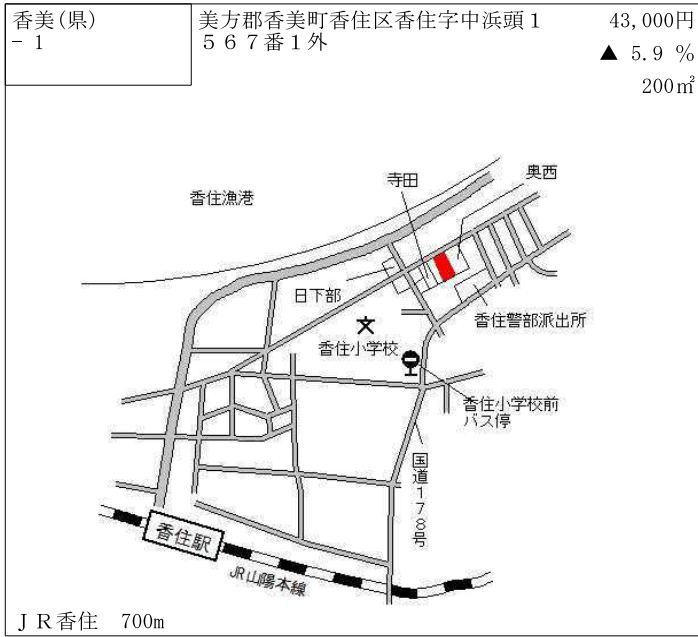 香美(県)
－ 1
美方郡香美町香住区香住字中浜頭１
５６７番１外
43,000円
▲ 5.9 %
200㎡
奥西
寺田
香住漁港
日下部
香住警部派出所
香住小学校
香住小学校前
バス停
国道１７８号
香住駅
JR山陽本線
ＪＲ香住　700m